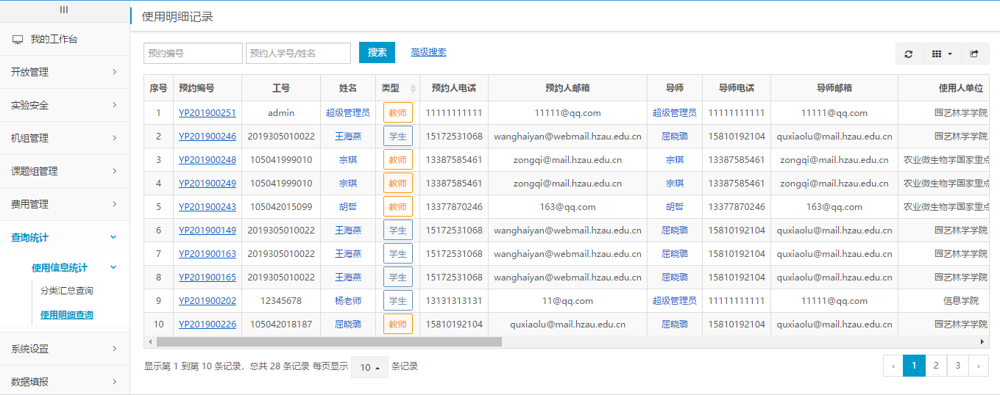 使用明细记录
我的工作台
开放管理
实验安全
机组管理
课题组管理
费用管理
查询统计
使用信息统计
分类汇总查询
使用明细查询
系统设置
数据填报
预约编号 预约人学号/姓名 搜索 高级搜索
序号 预约编号 工号 姓名 类型 预约人电话 预约人邮箱 导师 导师电话 导师邮箱 使用人单位
1 YP201900251 admin 超级管理员 教师 11111111111 11111@qq.com 超级管理员 11111111111 11111@qq.com 园艺林学学院
2 YP201900246 2019305010022 王海燕 学生 15172531068 wanghaiyan@webmail.hzau.edu.cn 屈晓璐 15810192104 quxiaolu@mail.hzau.edu.cn 园艺林学学院
3 YP201900248 105041999010 宗琪 教师 13387585461 zongqi@mail.hzau.edu.cn 宗琪 13387585461 zongqi@mail.hzau.edu.cn 农业微生物学国家重点
4 YP201900249 105041999010 宗琪 教师 13387585461 zongqi@mail.hzau.edu.cn 宗琪 13387585461 zongqi@mail.hzau.edu.cn 农业微生物学国家重点
5 YP201900243 105042015099 胡哲 教师 13377870246 163@qq.com 胡哲 13377870246 163@qq.com 农业微生物学国家重点
6 YP201900149 2019305010022 王海燕 学生 15172531068 wanghaiyan@webmail.hzau.edu.cn 屈晓璐 15810192104 quxiaolu@mail.hzau.edu.cn 园艺林学学院
7 YP201900163 2019305010022 王海燕 学生 15172531068 wanghaiyan@webmail.hzau.edu.cn 屈晓璐 15810192104 quxiaolu@mail.hzau.edu.cn 园艺林学学院
8 YP201900165 2019305010022 王海燕 学生 15172531068 wanghaiyan@webmail.hzau.edu.cn 屈晓璐 15810192104 quxiaolu@mail.hzau.edu.cn 园艺林学学院
9 YP201900202 12345678 杨老师 学生 13131313131 11@qq.com 超级管理员 11111111111 11111@qq.com 信息学院
10 YP201900226 105042018187 屈晓璐 教师 15810192104 quxiaolu@mail.hzau.edu.cn 屈晓璐 15810192104 quxiaolu@mail.hzau.edu.cn 园艺林学学院
显示第 1 到第 10 条记录，总共 28 条记录 每页显示 10 条记录
‹ 1 2 3 ›